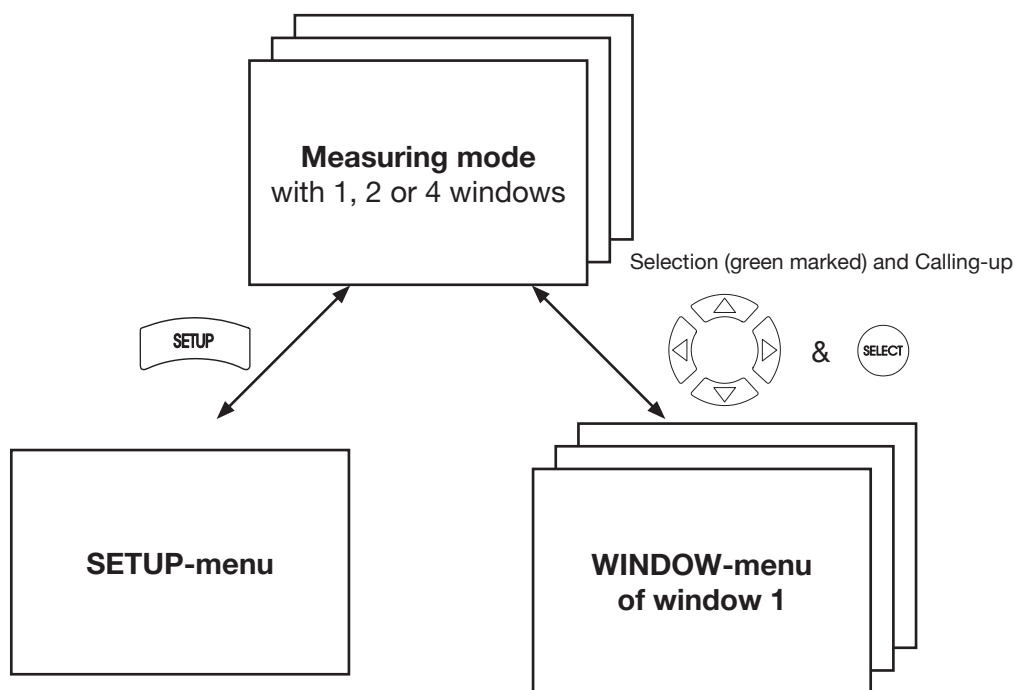 Measuring mode
with 1, 2 or 4 windows
Selection (green marked) and Calling-up
SETUP
&
SELECT
SETUP-menu
WINDOW-menu
of window 1